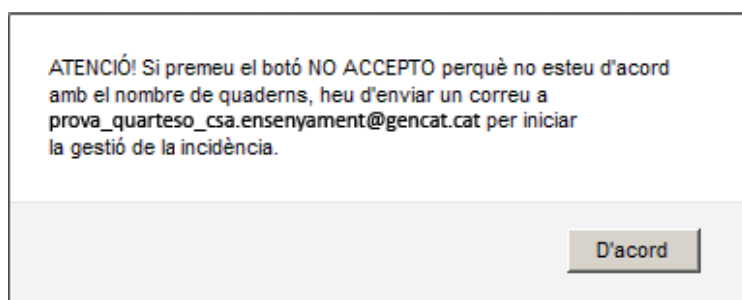 ATENCIÓ! Si premeu el botó NO ACCEPTO perquè no esteu d'acord
amb el nombre de quaderns, heu d'enviar un correu a
prova_quarteso_csa.ensenyament@gencat.cat per iniciar
la gestió de la incidència.
D'acord